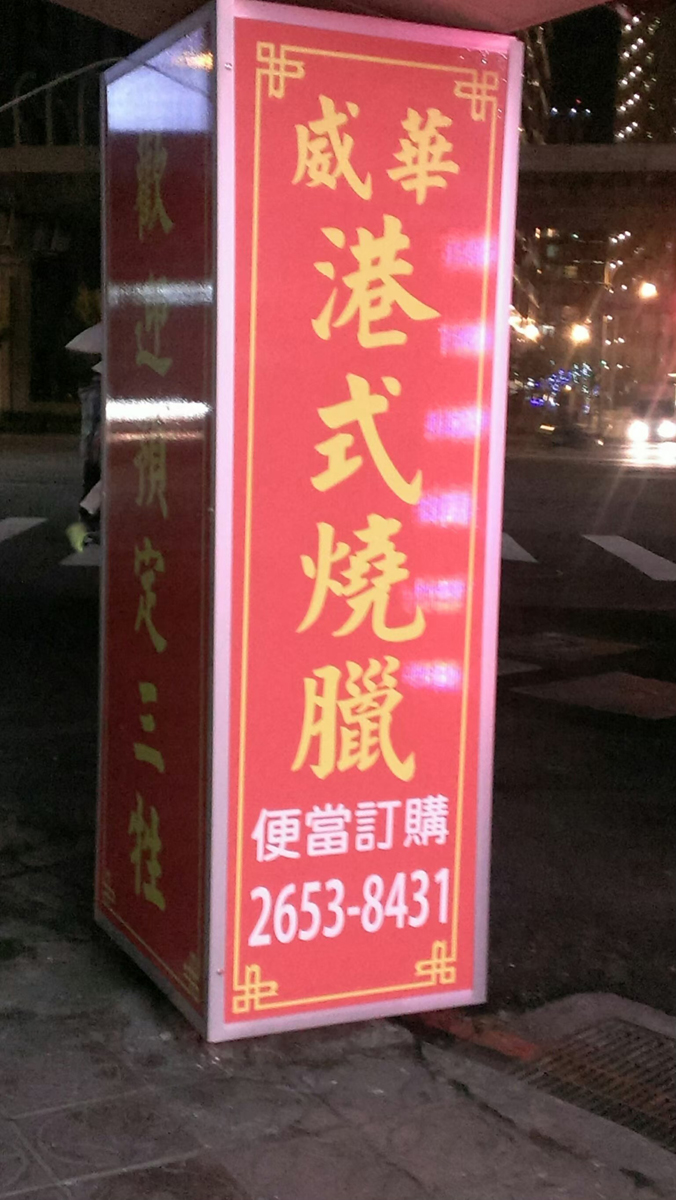 歡迎預定三牲
威華
港式燒臘
便當訂購
2653-8431